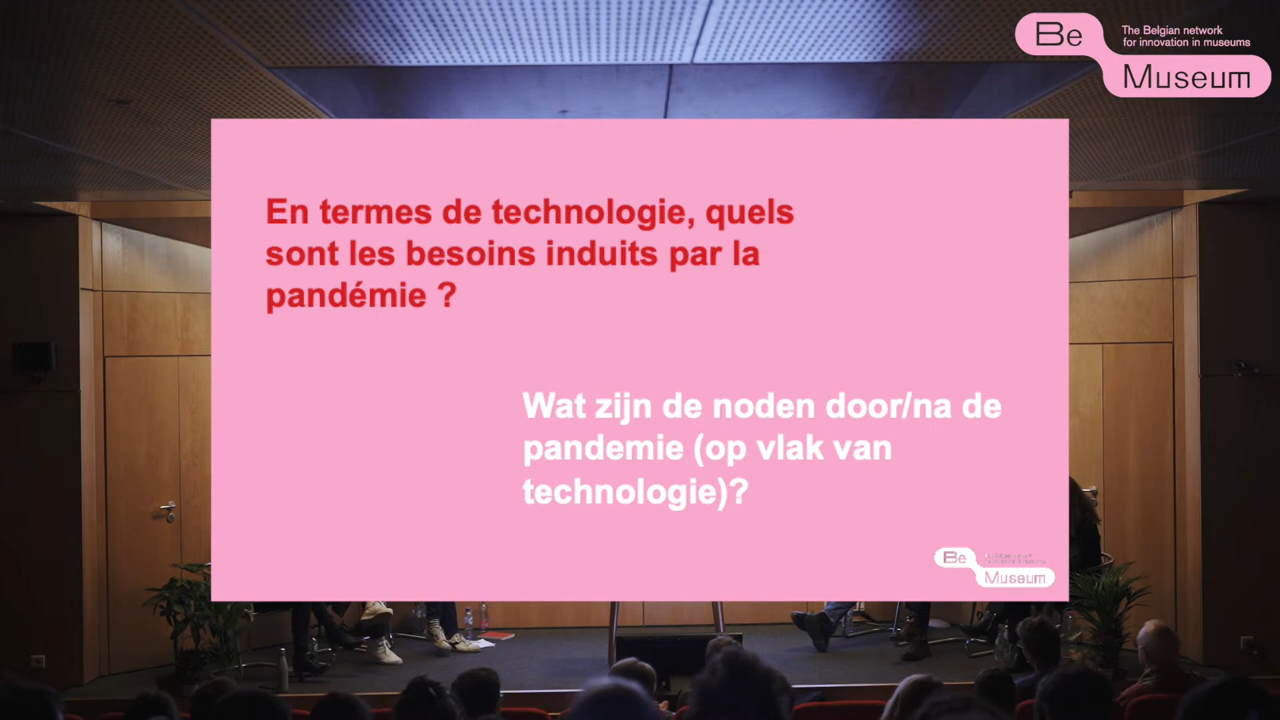 Be
The Belgian network
for innovation in museums
Museum
En termes de technologie, quels
sont les besoins induits par la
pandémie ?
Wat zijn de noden door/na de
pandemie (op vlak van
technologie)?
Be
Museum